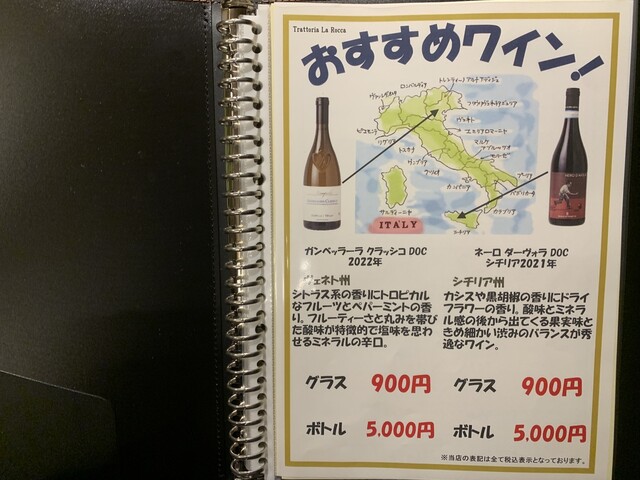 Trattoria La Rocca
おすすめワイン!
トレンティーノ アルト アディジェ
ロンバルディア
ヴァッレダオスタ
ヴェネト
ピエモンテ
エミリアロマーニャ
リグーリア
マルケ
トスカーナ
アブルッツォ
モリーゼ
ウンブリア
ラツィオ
プーリア
カンパニア
バジリカータ
サルディーニャ
カラブリア
ITALY
シチリア
ガンベッラーラ クラッシコ DOC
2022年
ヴェネト州
シトラス系の香りにトロピカル
なフルーツとペパーミントの香
り。フルーティーさと丸みを帯び
た酸味が特徴的で塩味を思わ
せるミネラルの辛口。
グラス 900円
ボトル 5.000円
ネーロ ダーヴォラ DOC
シチリア2021年
シチリア州
カシスや黒胡椒の香りにドライ
フラワーの香り。酸味とミネラ
ル感の後から出てくる果実味と
きめ細かい渋みのバランスが秀
逸なワイン。
グラス 900円
ボトル 5.000円
※当店の表記は全て税込表示となっております。